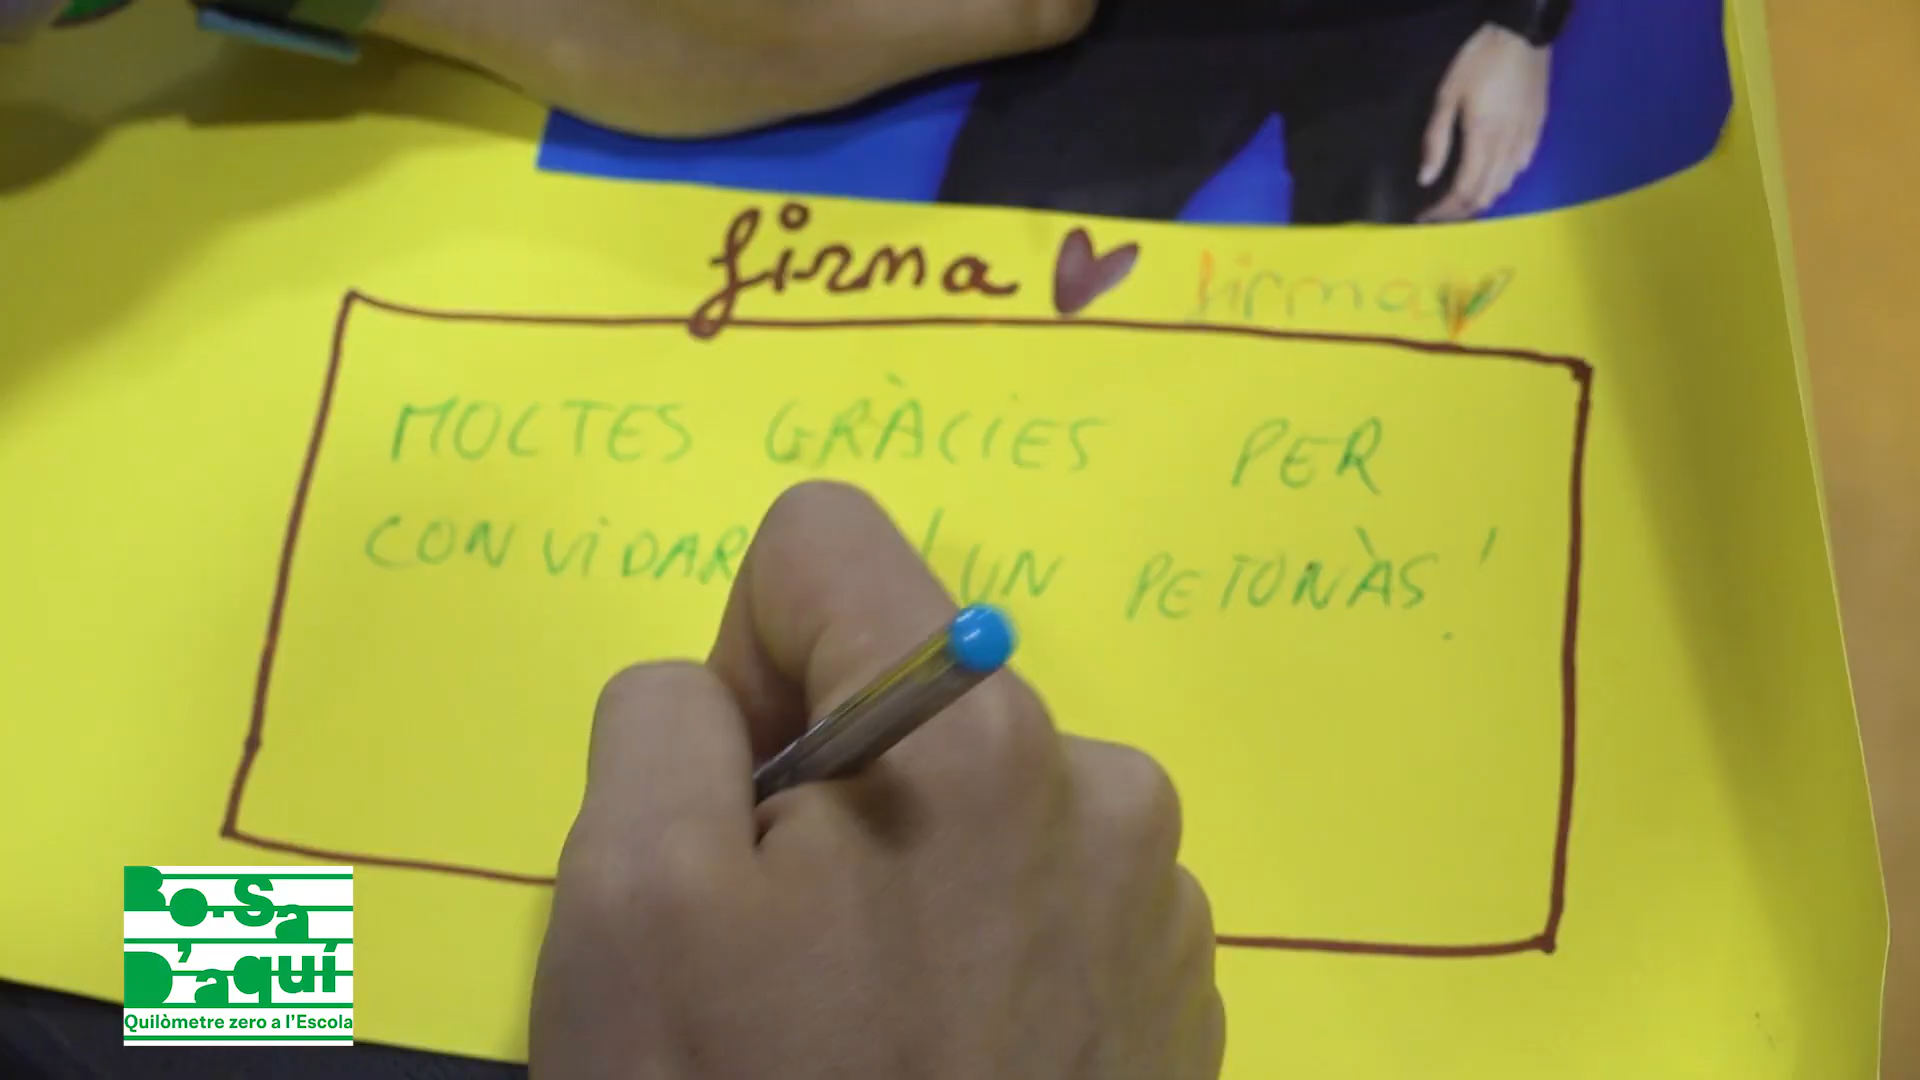 firma
firma
MOLTES GRÀCIES PER
CONVIDAR UN PETONÀS!
Bo.Sa
D'aquí
Quilòmetre zero a l'Escola